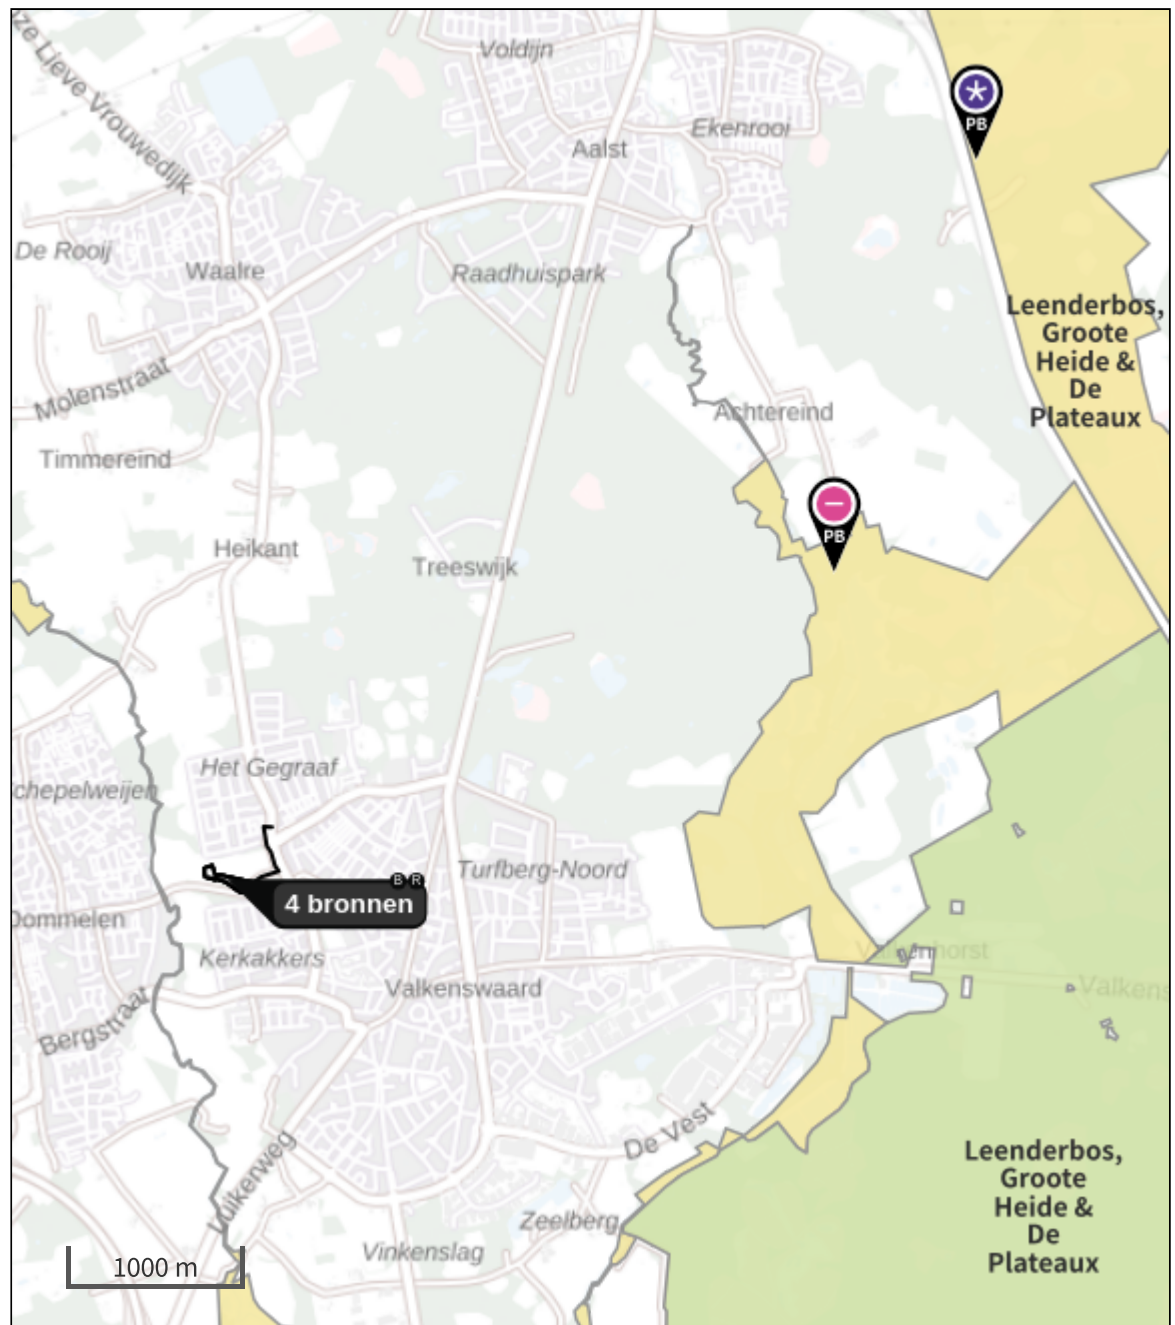 ze Lieve Vrouwedijk
Voldijn
Ekenrooi
PB
Aalst
De Rooij
Waalre
Raadhuispark
Leenderbos,
Groote
Heide &
De
Plateaux
Molenstraat
Achtereind
Timmereind
PB
Heikant
Treeswijk
Het Gegraaf
chepelweijen
Turfberg-Noord
B R
4 bronnen
Dommelen
Kerkakkers
Valkenhorst
Valkenswaard
Valkens
Bergstraat
De Vest
Luikerweg
Leenderbos,
Groote
Heide &
De
Plateaux
Zeelberg
Vinkenslag
1000 m